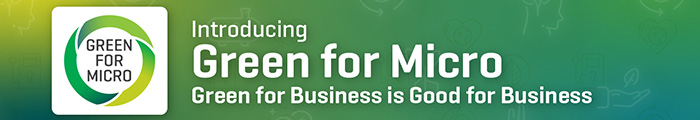 GREEN
FOR
MICRO
Introducing
Green for Micro
Green for Business is Good for Business